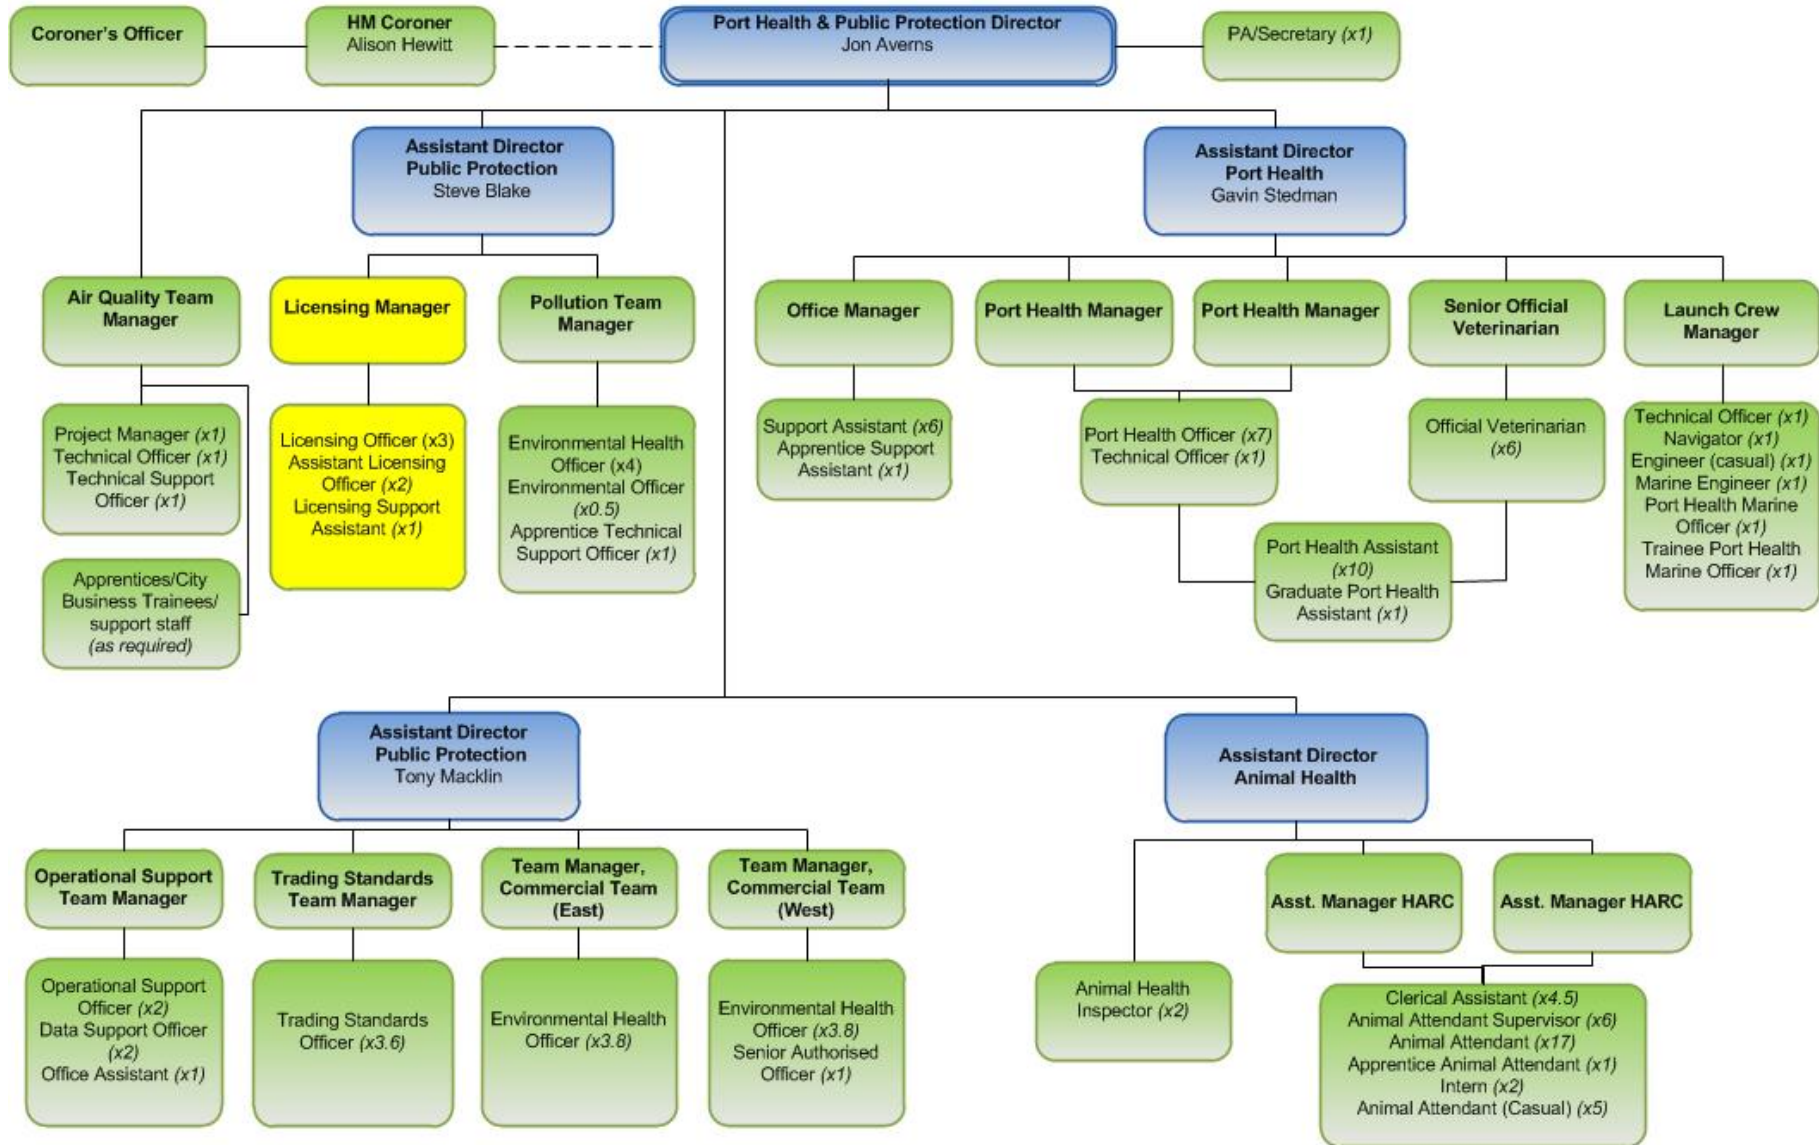 Coroner's Officer
HM Coroner
Alison Hewitt
Port Health & Public Protection Director
Jon Averns
PA/Secretary (x1)
Assistant Director
Public Protection
Steve Blake
Assistant Director
Port Health
Gavin Stedman
Air Quality Team
Manager
Licensing Manager
Pollution Team
Manager
Office Manager
Port Health Manager
Port Health Manager
Senior Official
Veterinarian
Launch Crew
Manager
Project Manager (x1)
Technical Officer (x1)
Technical Support
Officer (x1)
Licensing Officer (x3)
Assistant Licensing
Officer (x2)
Licensing Support
Assistant (x1)
Environmental Health
Officer (x4)
Environmental Officer
(x0.5)
Apprentice Technical
Support Officer (x1)
Support Assistant (x6)
Apprentice Support
Assistant (x1)
Port Health Officer (x7)
Technical Officer (x1)
Official Veterinarian
(x6)
Technical Officer (x1)
Navigator (x1)
Engineer (casual) (x1)
Marine Engineer (x1)
Port Health Marine
Officer (x1)
Trainee Port Health
Marine Officer (x1)
Apprentices/City
Business Trainees/
support staff
(as required)
Port Health Assistant
(x10)
Graduate Port Health
Assistant (x1)
Assistant Director
Public Protection
Tony Macklin
Assistant Director
Animal Health
Operational Support
Team Manager
Trading Standards
Team Manager
Team Manager,
Commercial Team
(East)
Team Manager,
Commercial Team
(West)
Asst. Manager HARC
Asst. Manager HARC
Operational Support
Officer (x2)
Data Support Officer
(x2)
Office Assistant (x1)
Trading Standards
Officer (x3.6)
Environmental Health
Officer (x3.8)
Environmental Health
Officer (x3.8)
Senior Authorised
Officer (x1)
Animal Health
Inspector (x2)
Clerical Assistant (x4.5)
Animal Attendant Supervisor (x6)
Animal Attendant (x17)
Apprentice Animal Attendant (x1)
Intern (x2)
Animal Attendant (Casual) (x5)